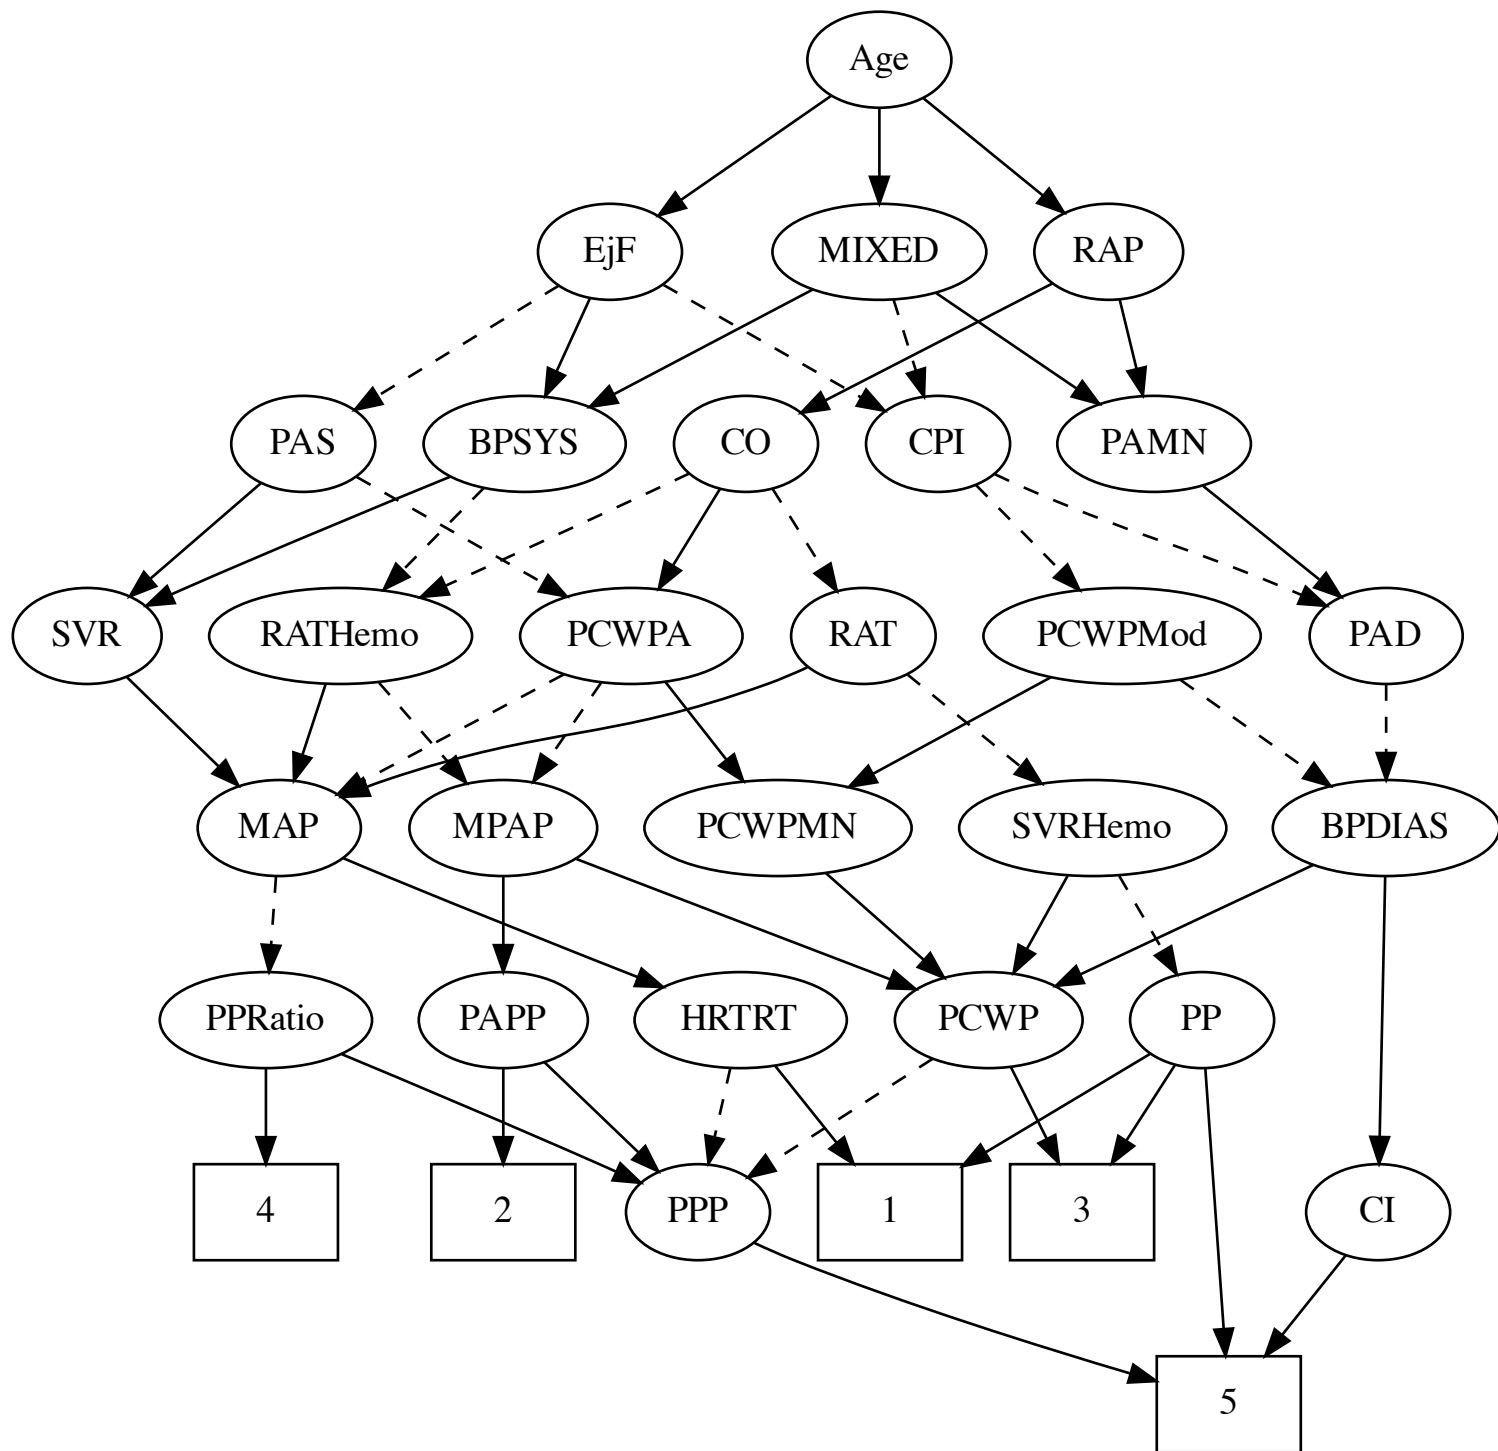 Age
EjF
MIXED
RAP
PAS
BPSYS
CO
CPI
PAMN
SVR
RATHemo
PCWPA
RAT
PCWPMod
PAD
MAP
MPAP
PCWPMN
SVRHemo
BPDIAS
PPRatio
PAPP
HRTRT
PCWP
PP
4
2
PPP
1
3
CI
5